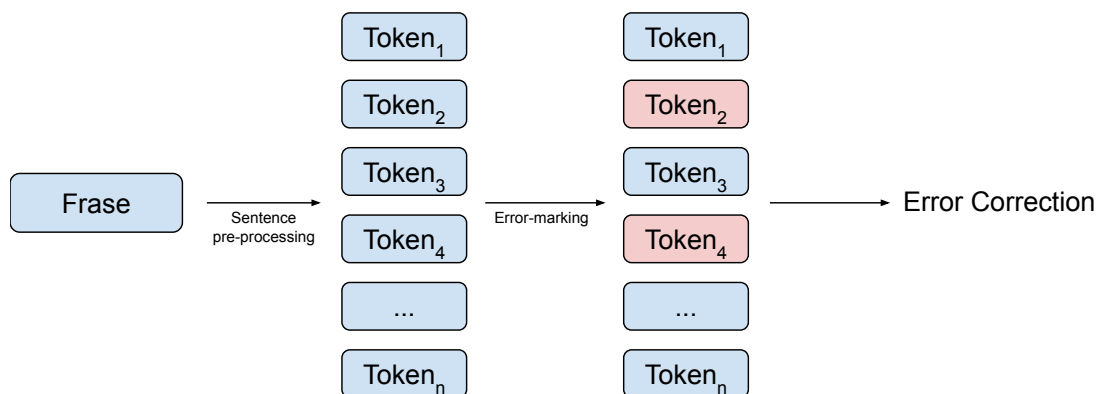 Frase
Sentence
pre-processing
Token₁
Token₂
Token₃
Token₄
...
Tokenₙ
Error-marking
Token₁
Token₂
Token₃
Token₄
...
Tokenₙ
Error Correction